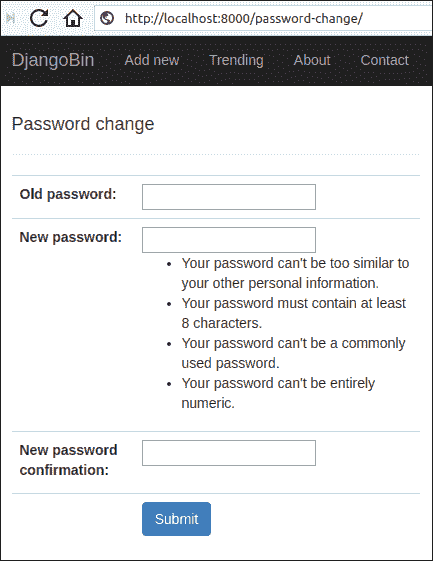 http://localhost:8000/password-change/
DjangoBin Add new Trending About Contact
Password change
Old password:
New password:
• Your password can't be too similar to
your other personal information.
• Your password must contain at least
8 characters.
• Your password can't be a commonly
used password.
• Your password can't be entirely
numeric.
New password
confirmation:
Submit